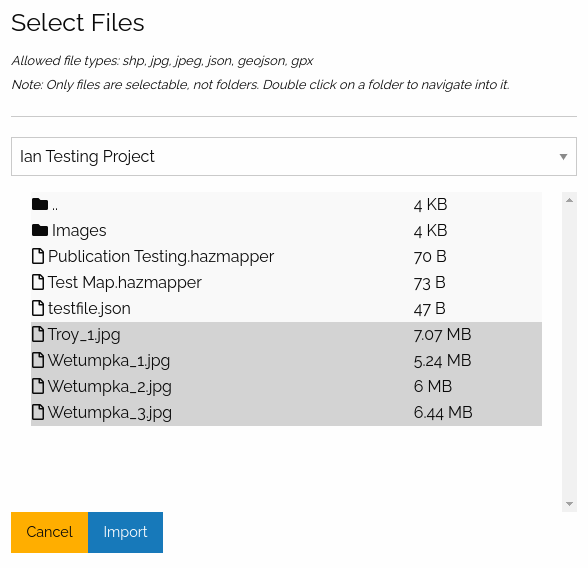 Select Files
Allowed file types: shp, jpg, jpeg, json, geojson, gpx
Note: Only files are selectable, not folders. Double click on a folder to navigate into it.
Ian Testing Project
.. 4 KB
Images 4 KB
Publication Testing.hazmapper 70 B
Test Map.hazmapper 73 B
testfile.json 47 B
Troy_1.jpg 7.07 MB
Wetumpka_1.jpg 5.24 MB
Wetumpka_2.jpg 6 MB
Wetumpka_3.jpg 6.44 MB
Cancel Import